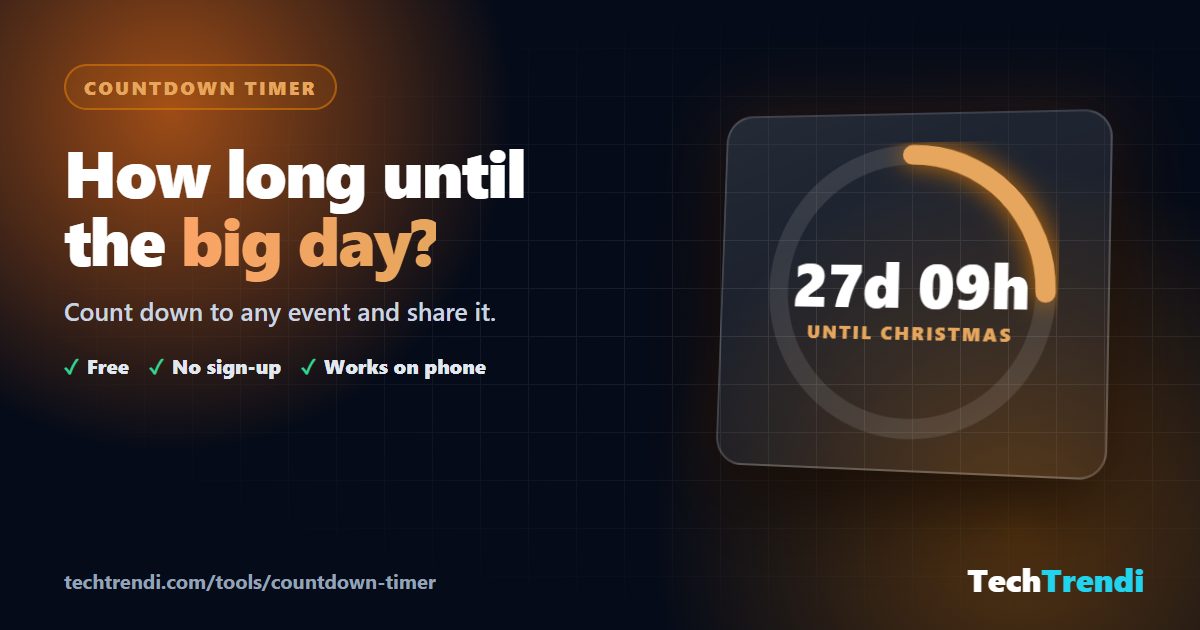 COUNTDOWN TIMER
How long until
the big day?
Count down to any event and share it.
✓ Free ✓ No sign-up ✓ Works on phone
27d 09h
UNTIL CHRISTMAS
techtrendi.com/tools/countdown-timer
TechTrendi